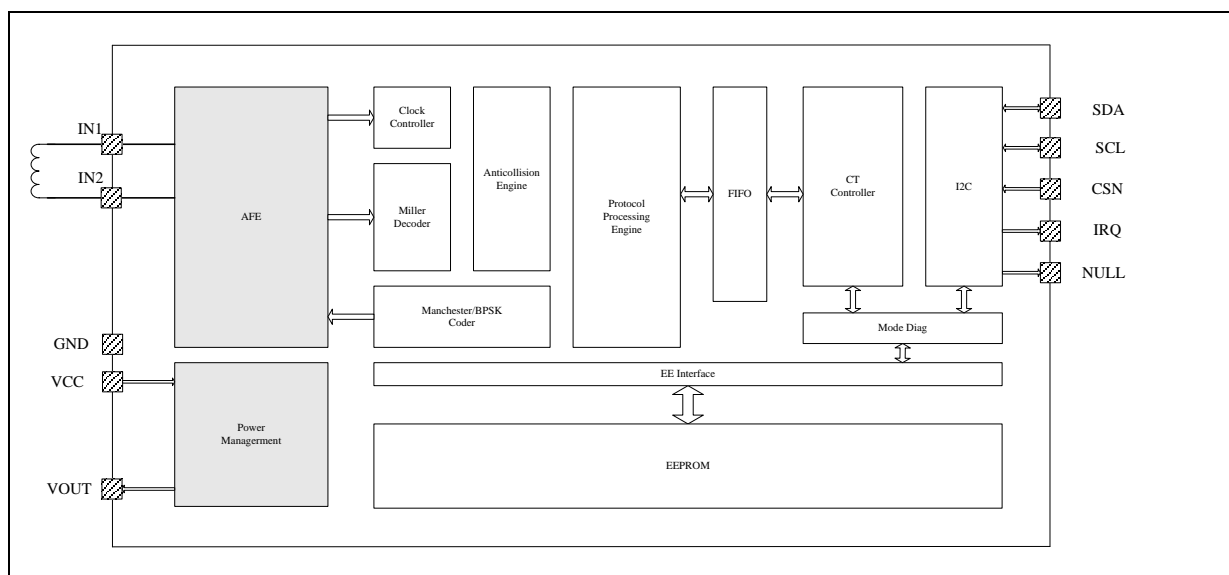 IN1
IN2
GND
VCC
VOUT
AFE
Power
Managerment
Clock
Controller
Miller
Decoder
Manchester/BPSK
Coder
Anticollision
Engine
Protocol
Processing
Engine
FIFO
CT
Controller
I2C
Mode Diag
EE Interface
EEPROM
SDA
SCL
CSN
IRQ
NULL